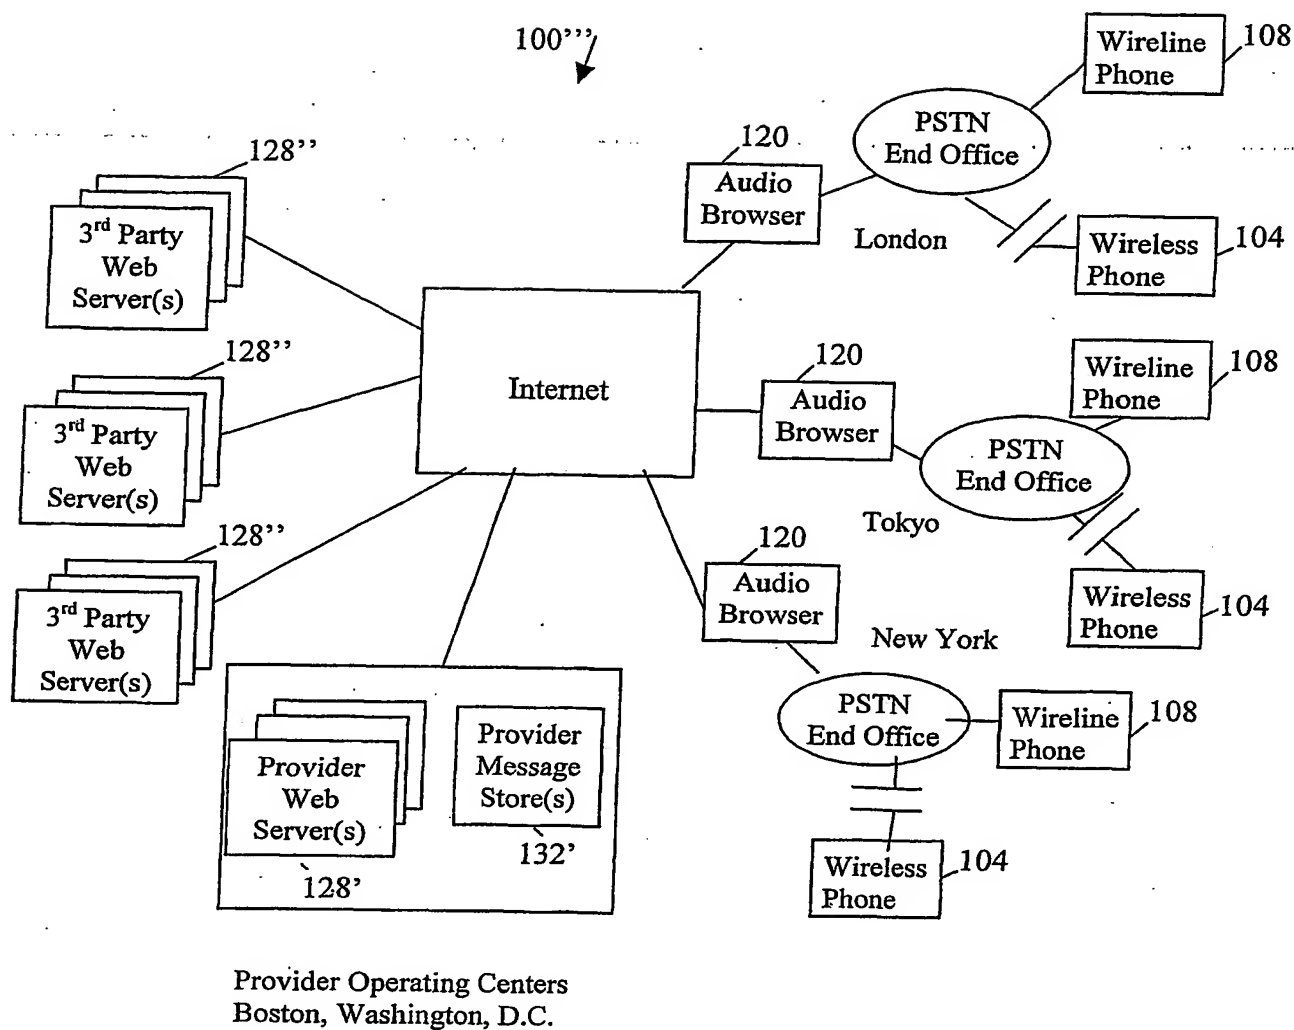 100’’’
Wireline
Phone
108
PSTN
End Office
120
Audio
Browser
London
Wireless
Phone
104
128’’
3rd Party
Web
Server(s)
Internet
128’’
3rd Party
Web
Server(s)
120
Audio
Browser
Wireline
Phone
108
PSTN
End Office
Tokyo
Wireless
Phone
104
128’’
3rd Party
Web
Server(s)
120
Audio
Browser
New York
PSTN
End Office
Wireline
Phone
108
Wireless
Phone
104
Provider
Web
Server(s)
128’
Provider
Message
Store(s)
132’
Provider Operating Centers
Boston, Washington, D.C.